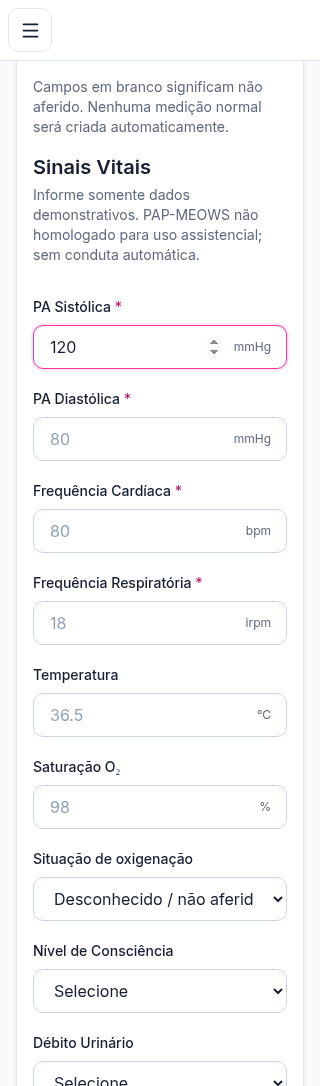 Campos em branco significam não
aferido. Nenhuma medição normal
será criada automaticamente.
Sinais Vitais
Informe somente dados
demonstrativos. PAP-MEOWS não
homologado para uso assistencial;
sem conduta automática.
PA Sistólica *
120 mmHg
PA Diastólica *
80 mmHg
Frequência Cardíaca *
80 bpm
Frequência Respiratória *
18 irpm
Temperatura
36.5 °C
Saturação O₂
98 %
Situação de oxigenação
Desconhecido / não aferid
Nível de Consciência
Selecione
Débito Urinário
Selecione